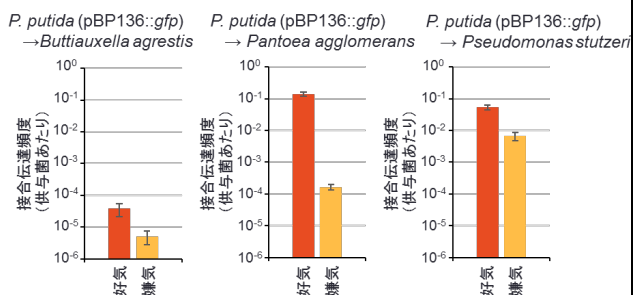 P. putida (pBP136::gfp)
→Buttiauxella agrestis
接合伝達頻度
(供与菌あたり)
10⁰
10⁻¹
10⁻²
10⁻³
10⁻⁴
10⁻⁵
10⁻⁶
好気
嫌気
P. putida (pBP136::gfp)
→ Pantoea agglomerans
接合伝達頻度
(供与菌あたり)
10⁰
10⁻¹
10⁻²
10⁻³
10⁻⁴
10⁻⁵
10⁻⁶
好気
嫌気
P. putida (pBP136::gfp)
→ Pseudomonas stutzeri
接合伝達頻度
(供与菌あたり)
10⁰
10⁻¹
10⁻²
10⁻³
10⁻⁴
10⁻⁵
10⁻⁶
好気
嫌気